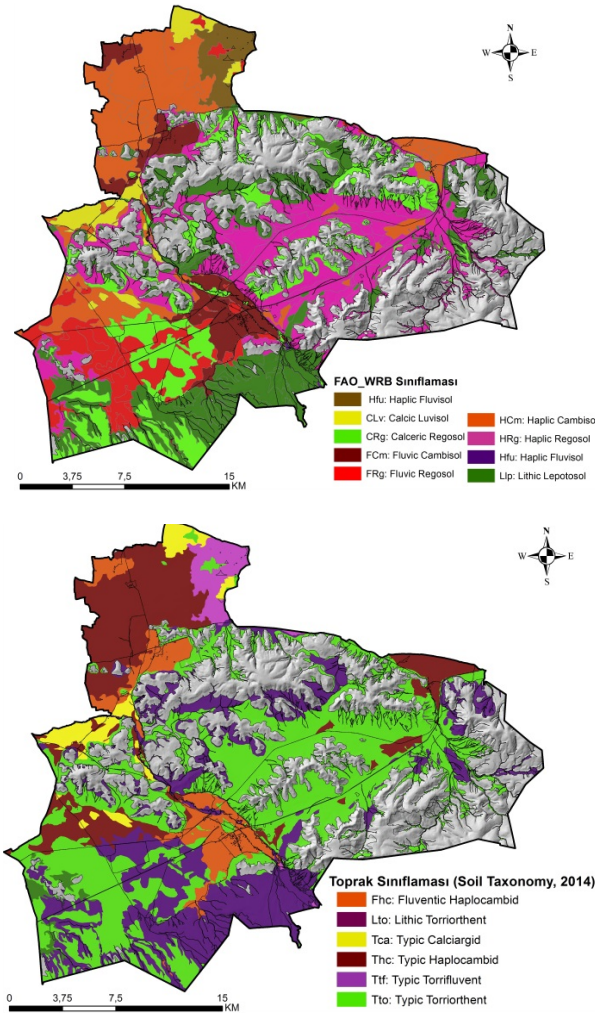 N
W E
S
FAO_WRB Sınıflaması
Hfu: Haplic Fluvisol
CLv: Calcic Luvisol
CRg: Calceric Regosol
FCm: Fluvic Cambisol
FRg: Fluvic Regosol
HCm: Haplic Cambiso
HRg: Haplic Regosol
Hfu: Haplic Fluvisol
Llp: Lithic Lepotosol
0 3,75 7,5 15
KM
N
W E
S
Toprak Sınıflaması (Soil Taxonomy, 2014)
Fhc: Fluventic Haplocambid
Lto: Lithic Torriorthent
Tca: Typic Calciargid
Thc: Typic Haplocambid
Ttf: Typic Torrifluvent
Tto: Typic Torriorthent
0 3,75 7,5 15
KM